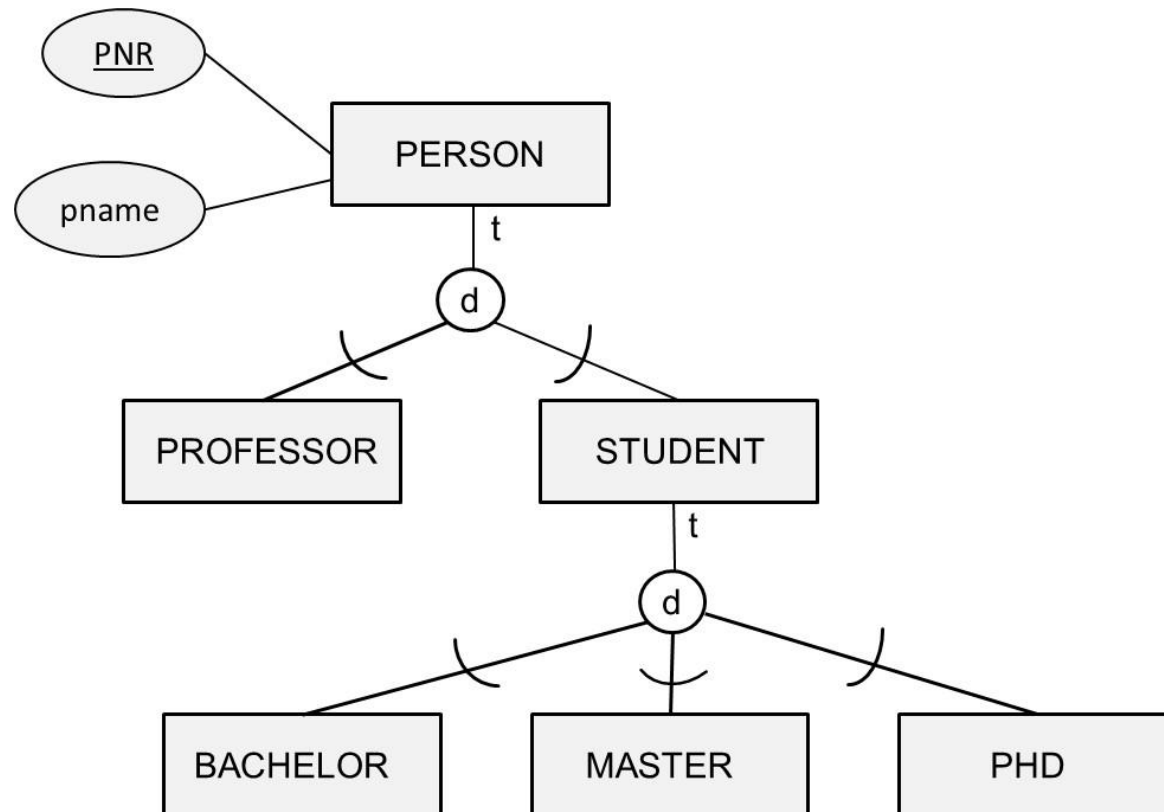 PNR
PERSON
pname
t
d
PROFESSOR
STUDENT
t
d
BACHELOR
MASTER
PHD